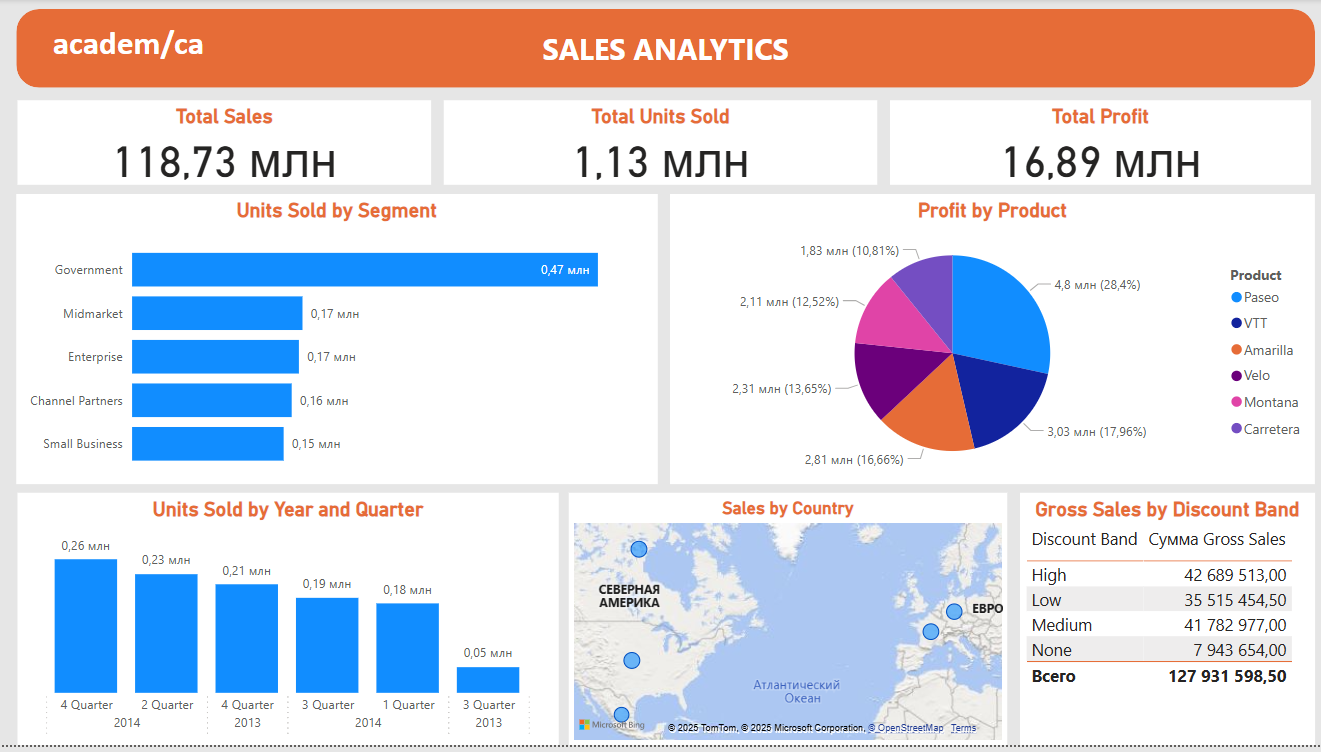 academ/ca
SALES ANALYTICS
Total Sales
118,73 млн
Total Units Sold
1,13 млн
Total Profit
16,89 млн
Units Sold by Segment
Government
0,47 млн
Midmarket
0,17 млн
Enterprise
0,17 млн
Channel Partners
0,16 млн
Small Business
0,15 млн
Profit by Product
1,83 млн (10,81%)
4,8 млн (28,4%)
2,11 млн (12,52%)
2,31 млн (13,65%)
3,03 млн (17,96%)
2,81 млн (16,66%)
Product
Paseo
VTT
Amarilla
Velo
Montana
Carretera
Units Sold by Year and Quarter
0,26 млн
0,23 млн
0,21 млн
0,19 млн
0,18 млн
0,05 млн
4 Quarter
2 Quarter
4 Quarter
3 Quarter
1 Quarter
3 Quarter
2014
2013
2014
2013
Sales by Country
СЕВЕРНАЯ
АМЕРИКА
ЕВРО
Атлантический
Океан
Microsoft Bing
© 2025 TomTom, © 2025 Microsoft Corporation, © OpenStreetMap Terms
Gross Sales by Discount Band
Discount Band Сумма Gross Sales
High 42 689 513,00
Low 35 515 454,50
Medium 41 782 977,00
None 7 943 654,00
Всего 127 931 598,50